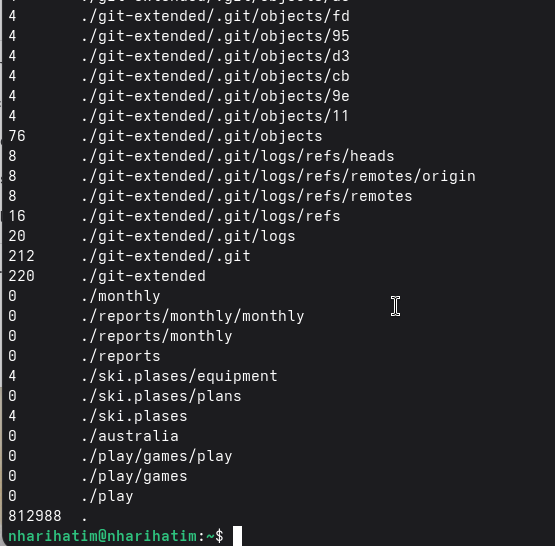 4 ./git-extended/.git/objects/fd
4 ./git-extended/.git/objects/95
4 ./git-extended/.git/objects/d3
4 ./git-extended/.git/objects/cb
4 ./git-extended/.git/objects/9e
4 ./git-extended/.git/objects/11
76 ./git-extended/.git/objects
8 ./git-extended/.git/logs/refs/heads
8 ./git-extended/.git/logs/refs/remotes/origin
8 ./git-extended/.git/logs/refs/remotes
16 ./git-extended/.git/logs/refs
20 ./git-extended/.git/logs
212 ./git-extended/.git
220 ./git-extended
0 ./monthly
0 ./reports/monthly/monthly
0 ./reports/monthly
0 ./reports
4 ./ski.plases/equipment
0 ./ski.plases/plans
4 ./ski.plases
0 ./australia
0 ./play/games/play
0 ./play/games
0 ./play
812988 .
nharihatim@nharihatim:~$